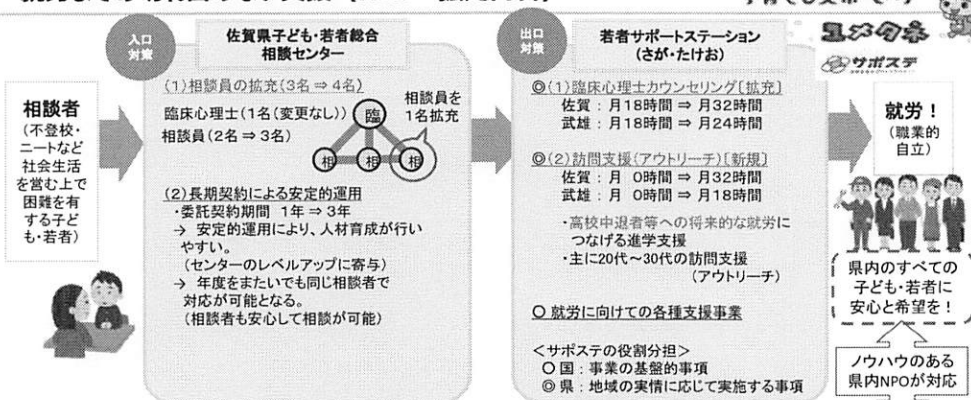 入口
対策
佐賀県子ども・若者総合
相談センター
出口
対策
若者サポートステーション
(さが・たけお)
ユメタネ
サポステ
相談者
(不登校・
ニートなど
社会生活
を営む上で
困難を有
する子ど
も・若者)
(1)相談員の拡充(3名 ⇒ 4名)
臨床心理士(1名(変更なし))
相談員(2名 ⇒ 3名)
臨
相
相
相
相談員を
1名拡充
(2)長期契約による安定的運用
・委託契約期間 1年 ⇒ 3年
→ 安定的運用により、人材育成が行い
やすい。
(センターのレベルアップに寄与)
→ 年度をまたいでも同じ相談者で
対応が可能となる。
(相談者も安心して相談が可能)
◎(1)臨床心理士カウンセリング[拡充]
佐賀:月18時間 ⇒ 月32時間
武雄:月18時間 ⇒ 月24時間
◎(2)訪問支援(アウトリーチ)[新規]
佐賀:月 0時間 ⇒ 月32時間
武雄:月 0時間 ⇒ 月18時間
・高校中退者等への将来的な就労に
つなげる進学支援
・主に20代~30代の訪問支援
(アウトリーチ)
○ 就労に向けての各種支援事業
<サポステの役割分担>
○ 国:事業の基盤的事項
◎ 県:地域の実情に応じて実施する事項
就労!
(職業的
自立)
県内のすべての
子ども・若者に
安心と希望を!
ノウハウのある
県内NPOが対応